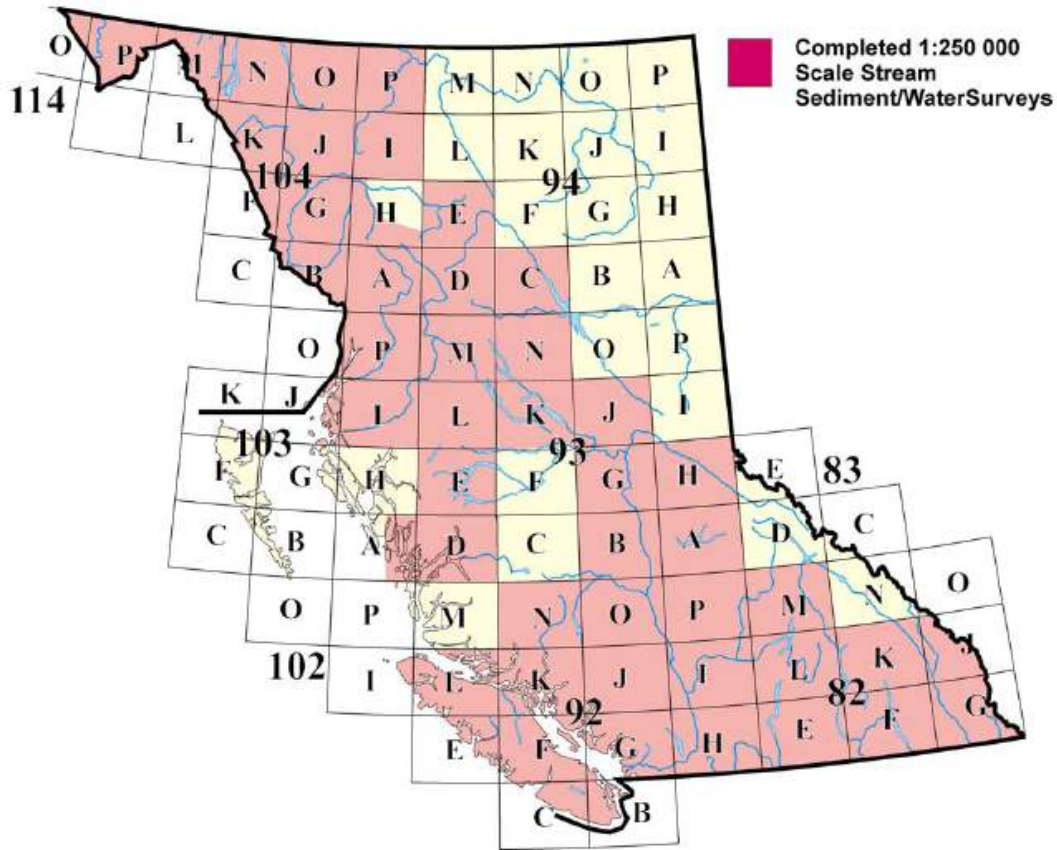 Completed 1:250 000
Scale Stream
Sediment/WaterSurveys
O P M N O P M N O P
114
L K J I L K J I
104 94
F G H E F G H
C B A D C B A
O P M N O P
K J I L K J I
103 93 83
F G H E F G H E
C B A D C B A D C
O P M N O P M N O
102
I L K J I L K J
92 82
E F G H E F G
C B